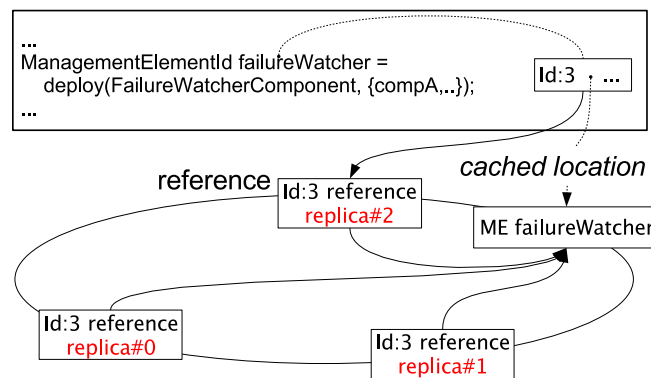 ...
ManagementElementId failureWatcher =
deploy(FailureWatcherComponent, {compA,..});
...
Id:3 . ...
cached location
reference
Id:3 reference
replica#2
ME failureWatcher
Id:3 reference
replica#0
Id:3 reference
replica#1